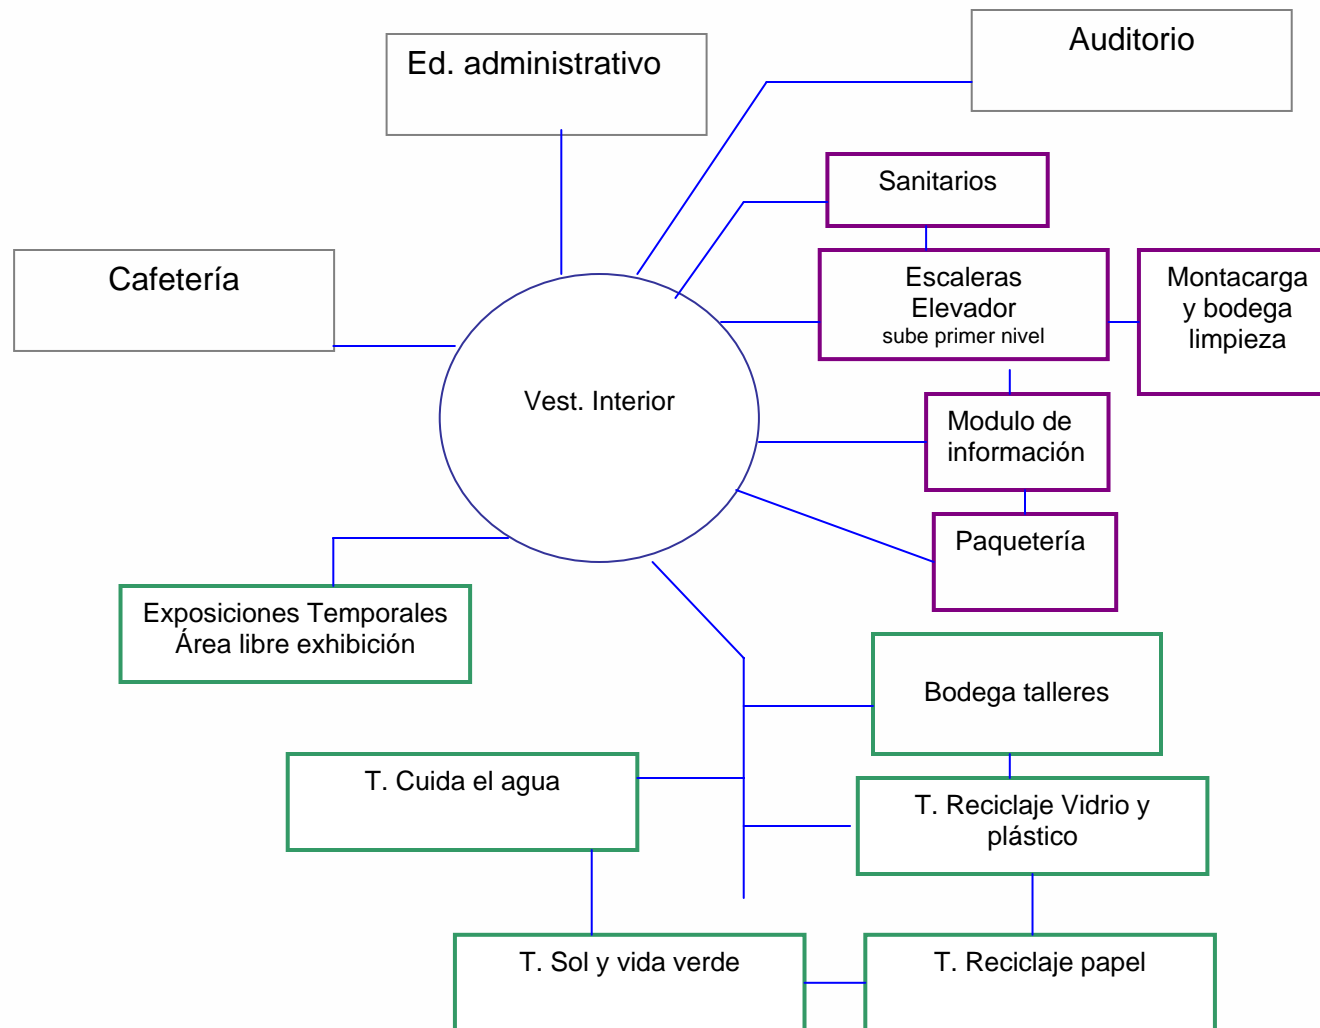 Auditorio
Ed. administrativo
Sanitarios
Cafetería
Escaleras
Elevador
sube primer nivel
Montacarga
y bodega
limpieza
Vest. Interior
Modulo de
información
Paquetería
Exposiciones Temporales
Área libre exhibición
Bodega talleres
T. Cuida el agua
T. Reciclaje Vidrio y
plástico
T. Sol y vida verde
T. Reciclaje papel